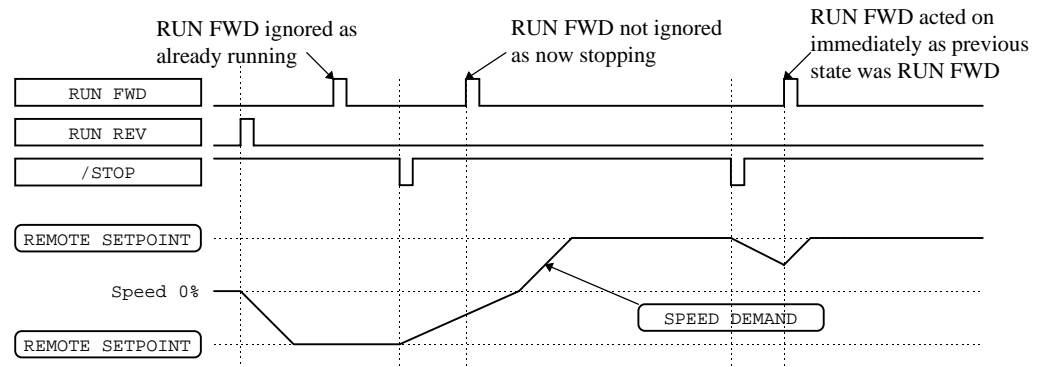 RUN FWD ignored as
already running
RUN FWD not ignored
as now stopping
RUN FWD acted on
immediately as previous
state was RUN FWD
RUN FWD
RUN REV
/STOP
REMOTE SETPOINT
Speed 0%
SPEED DEMAND
REMOTE SETPOINT